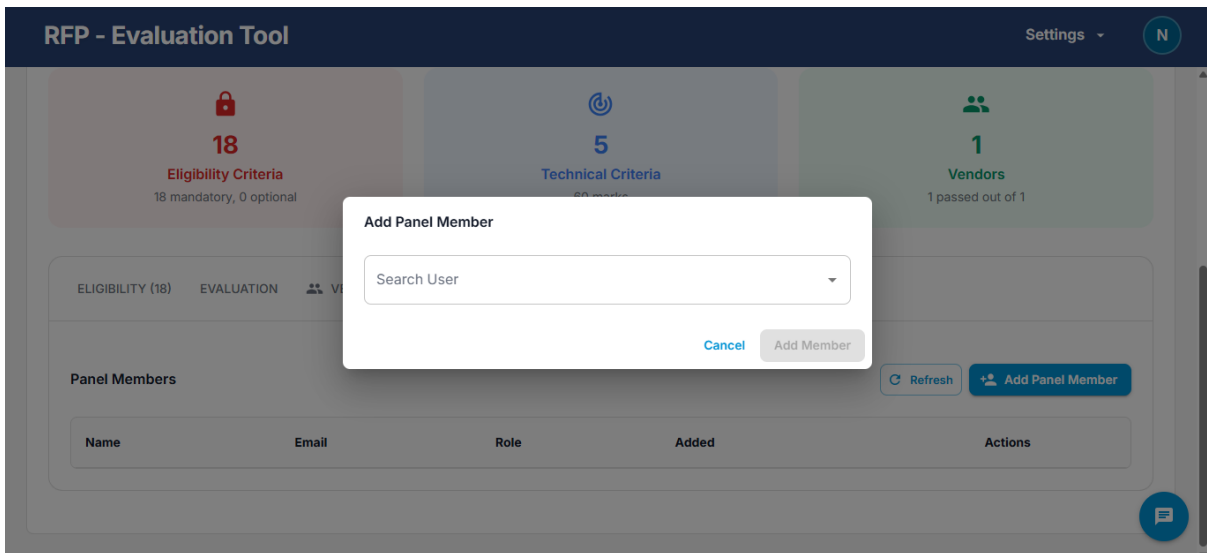 RFP - Evaluation Tool
Settings
N
18
Eligibility Criteria
18 mandatory, 0 optional
5
Technical Criteria
60 marks
1
Vendors
1 passed out of 1
Add Panel Member
Search User
Cancel
Add Member
ELIGIBILITY (18)
EVALUATION
Panel Members
Refresh
Add Panel Member
Name
Email
Role
Added
Actions